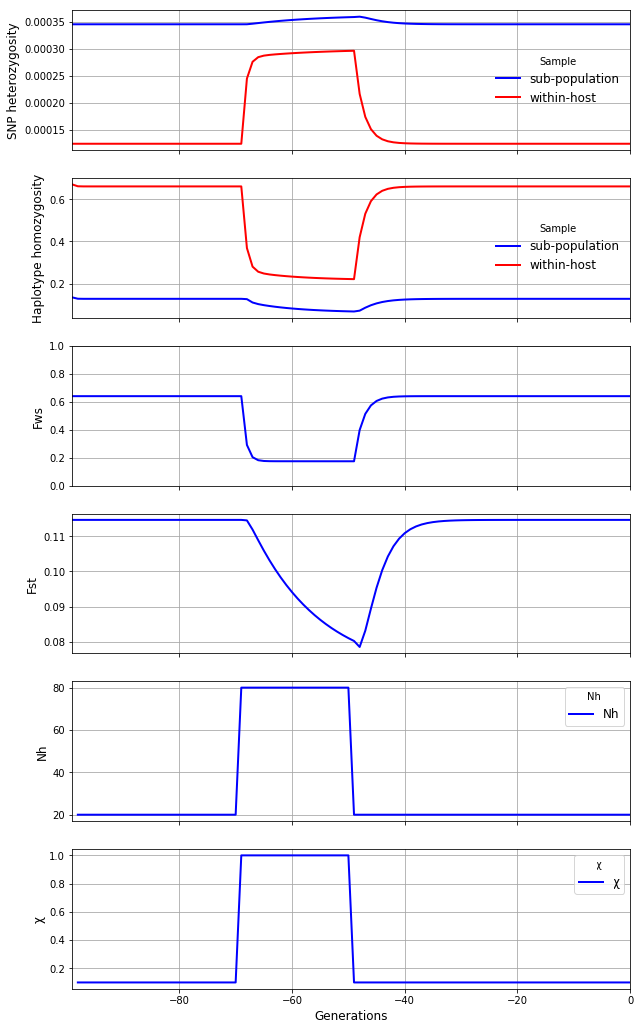 SNP heterozygosity
0.00035
0.00030
0.00025
0.00020
0.00015
Sample
sub-population
within-host
Haplotype homozygosity
0.6
0.4
0.2
Sample
sub-population
within-host
Fws
1.0
0.8
0.6
0.4
0.2
0.0
Fst
0.11
0.10
0.09
0.08
Nh
80
60
40
20
Nh
Nh
χ
1.0
0.8
0.6
0.4
0.2
χ
χ
−80
−60
−40
−20
0
Generations